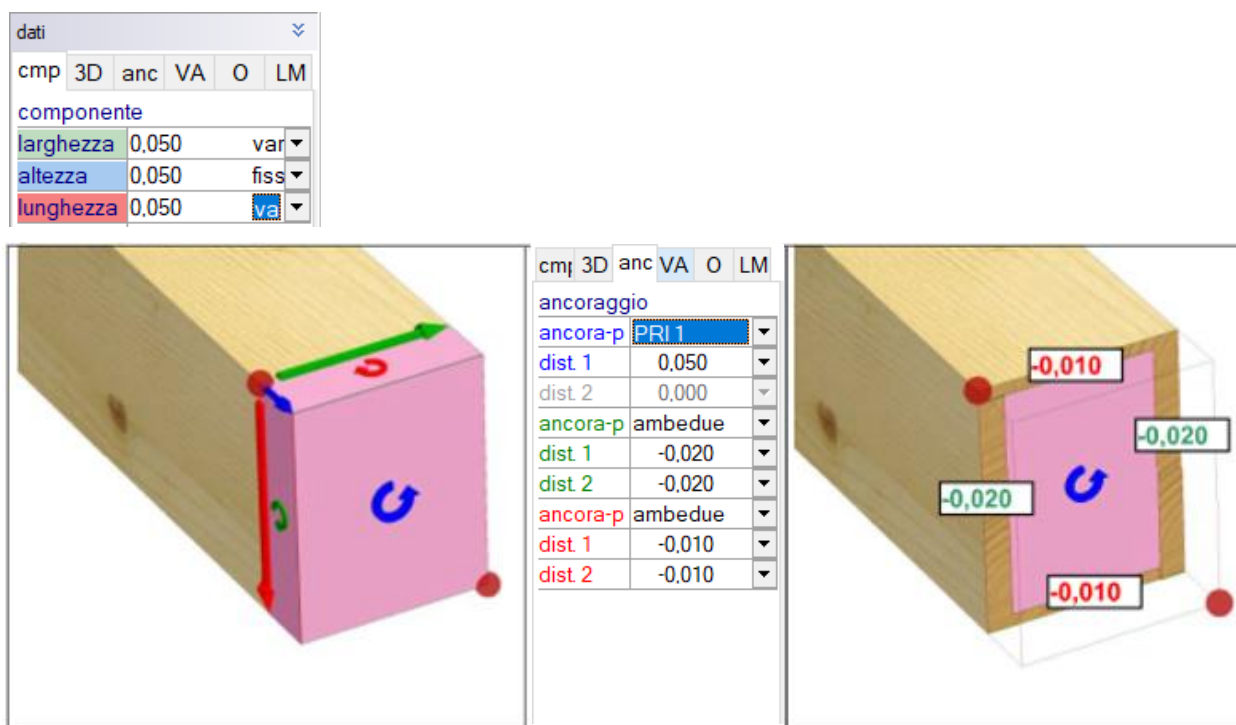 dati
cmp 3D anc VA O LM
componente
larghezza 0,050 var
altezza 0,050 fiss
lunghezza 0,050 va
cmp 3D anc VA O LM
ancoraggio
ancora-p PRI 1
dist. 1 0,050
dist. 2 0,000
ancora-p ambedue
dist. 1 -0,020
dist. 2 -0,020
ancora-p ambedue
dist. 1 -0,010
dist. 2 -0,010
-0,010
-0,020
-0,020
-0,010